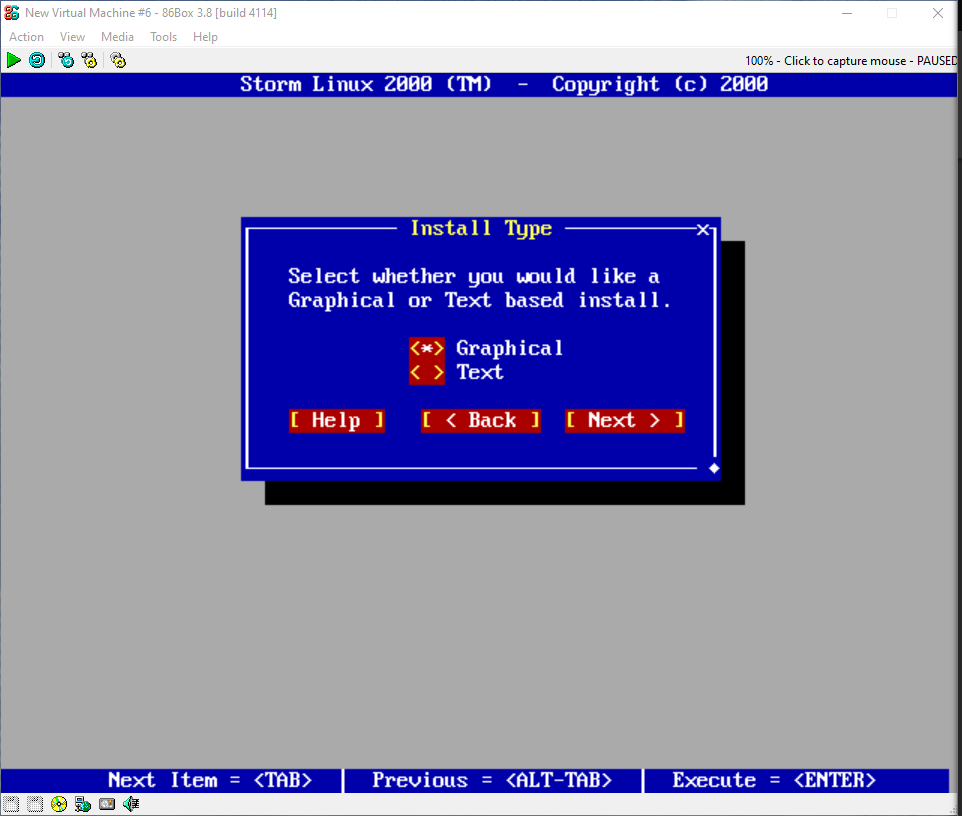 New Virtual Machine #6 - 86Box 3.8 [build 4114]
Action View Media Tools Help
100% - Click to capture mouse - PAUSED
Storm Linux 2000 (TM) - Copyright (c) 2000
Install Type
Select whether you would like a
Graphical or Text based install.
<*> Graphical
< > Text
[ Help ] [ < Back ] [ Next > ]
Next Item = <TAB> Previous = <ALT-TAB> Execute = <ENTER>